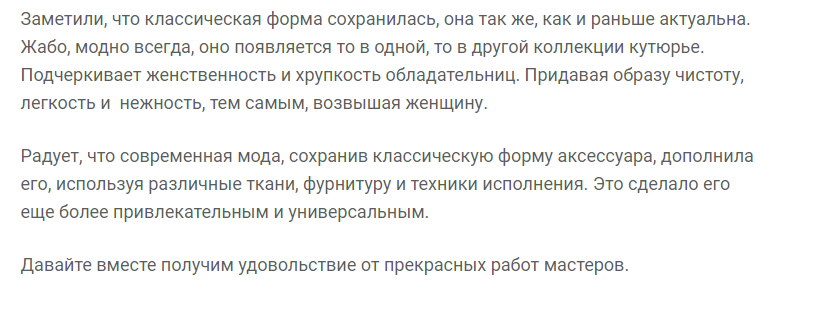 Заметили, что классическая форма сохранилась, она так же, как и раньше актуальна.
Жабо, модно всегда, оно появляется то в одной, то в другой коллекции кутюрье.
Подчеркивает женственность и хрупкость обладательниц. Придавая образу чистоту,
легкость и  нежность, тем самым, возвышая женщину.
Радует, что современная мода, сохранив классическую форму аксессуара, дополнила
его, используя различные ткани, фурнитуру и техники исполнения. Это сделало его
еще более привлекательным и универсальным.
Давайте вместе получим удовольствие от прекрасных работ мастеров.